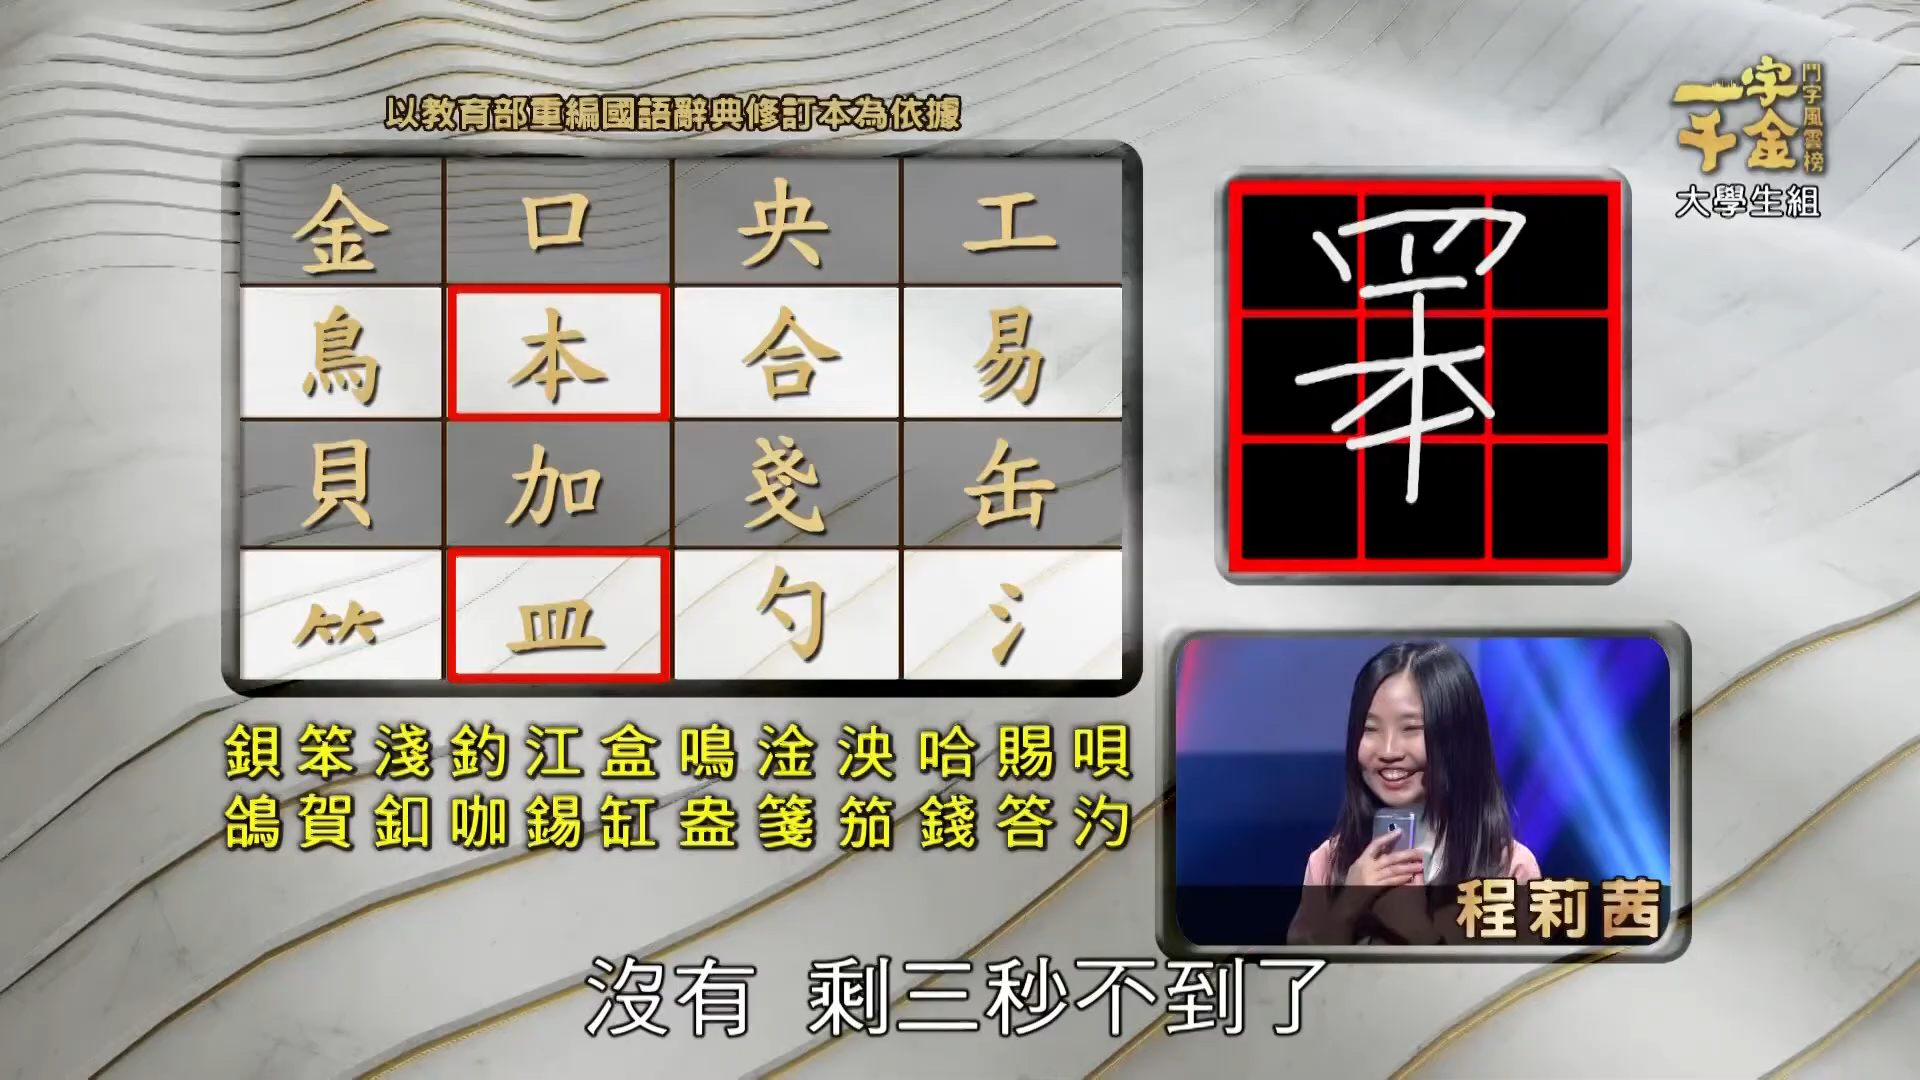 以教育部重編國語辭典修訂本為依據
一字千金
鬥字風雲榜
大學生組
金 口 央 工
鳥 本 合 易
貝 加 戔 缶
⺮ 皿 勺 氵
鋇 笨 淺 釣 江 盒 鳴 淦 泱 哈 賜 唄
鴿 賀 釦 咖 錫 缸 盎 箋 笳 錢 答 汋
程莉茜
沒有 剩三秒不到了